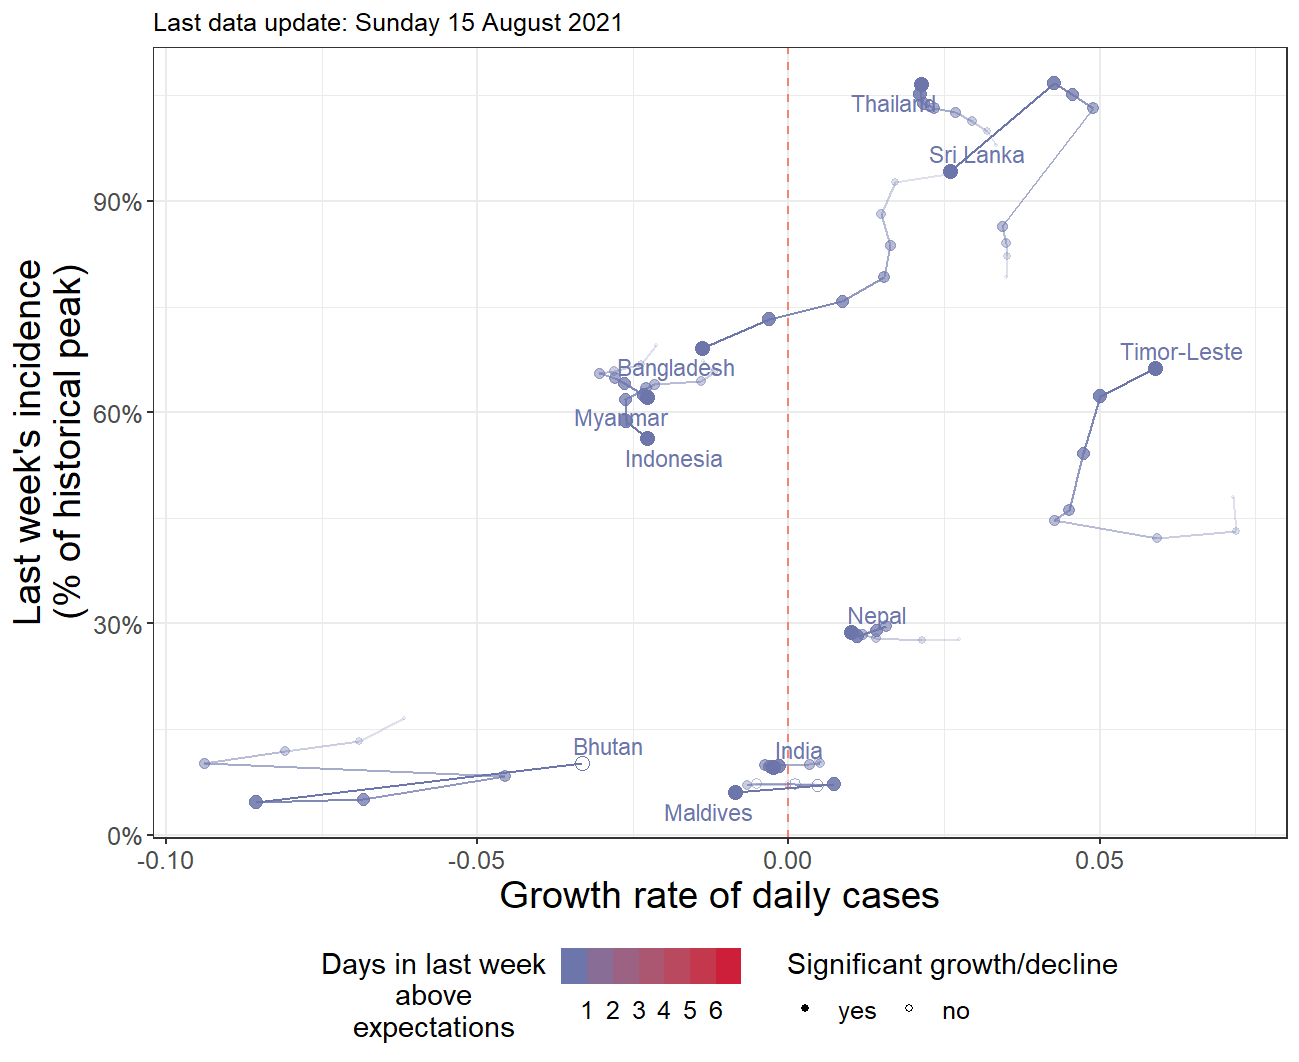 Last data update: Sunday 15 August 2021
Last week's incidence
(% of historical peak)
90%
60%
30%
0%
Thailand
Sri Lanka
Timor-Leste
Bangladesh
Myanmar
Indonesia
Nepal
Bhutan
India
Maldives
-0.10
-0.05
0.00
0.05
Growth rate of daily cases
Days in last week
above
expectations
1 2 3 4 5 6
Significant growth/decline
yes no